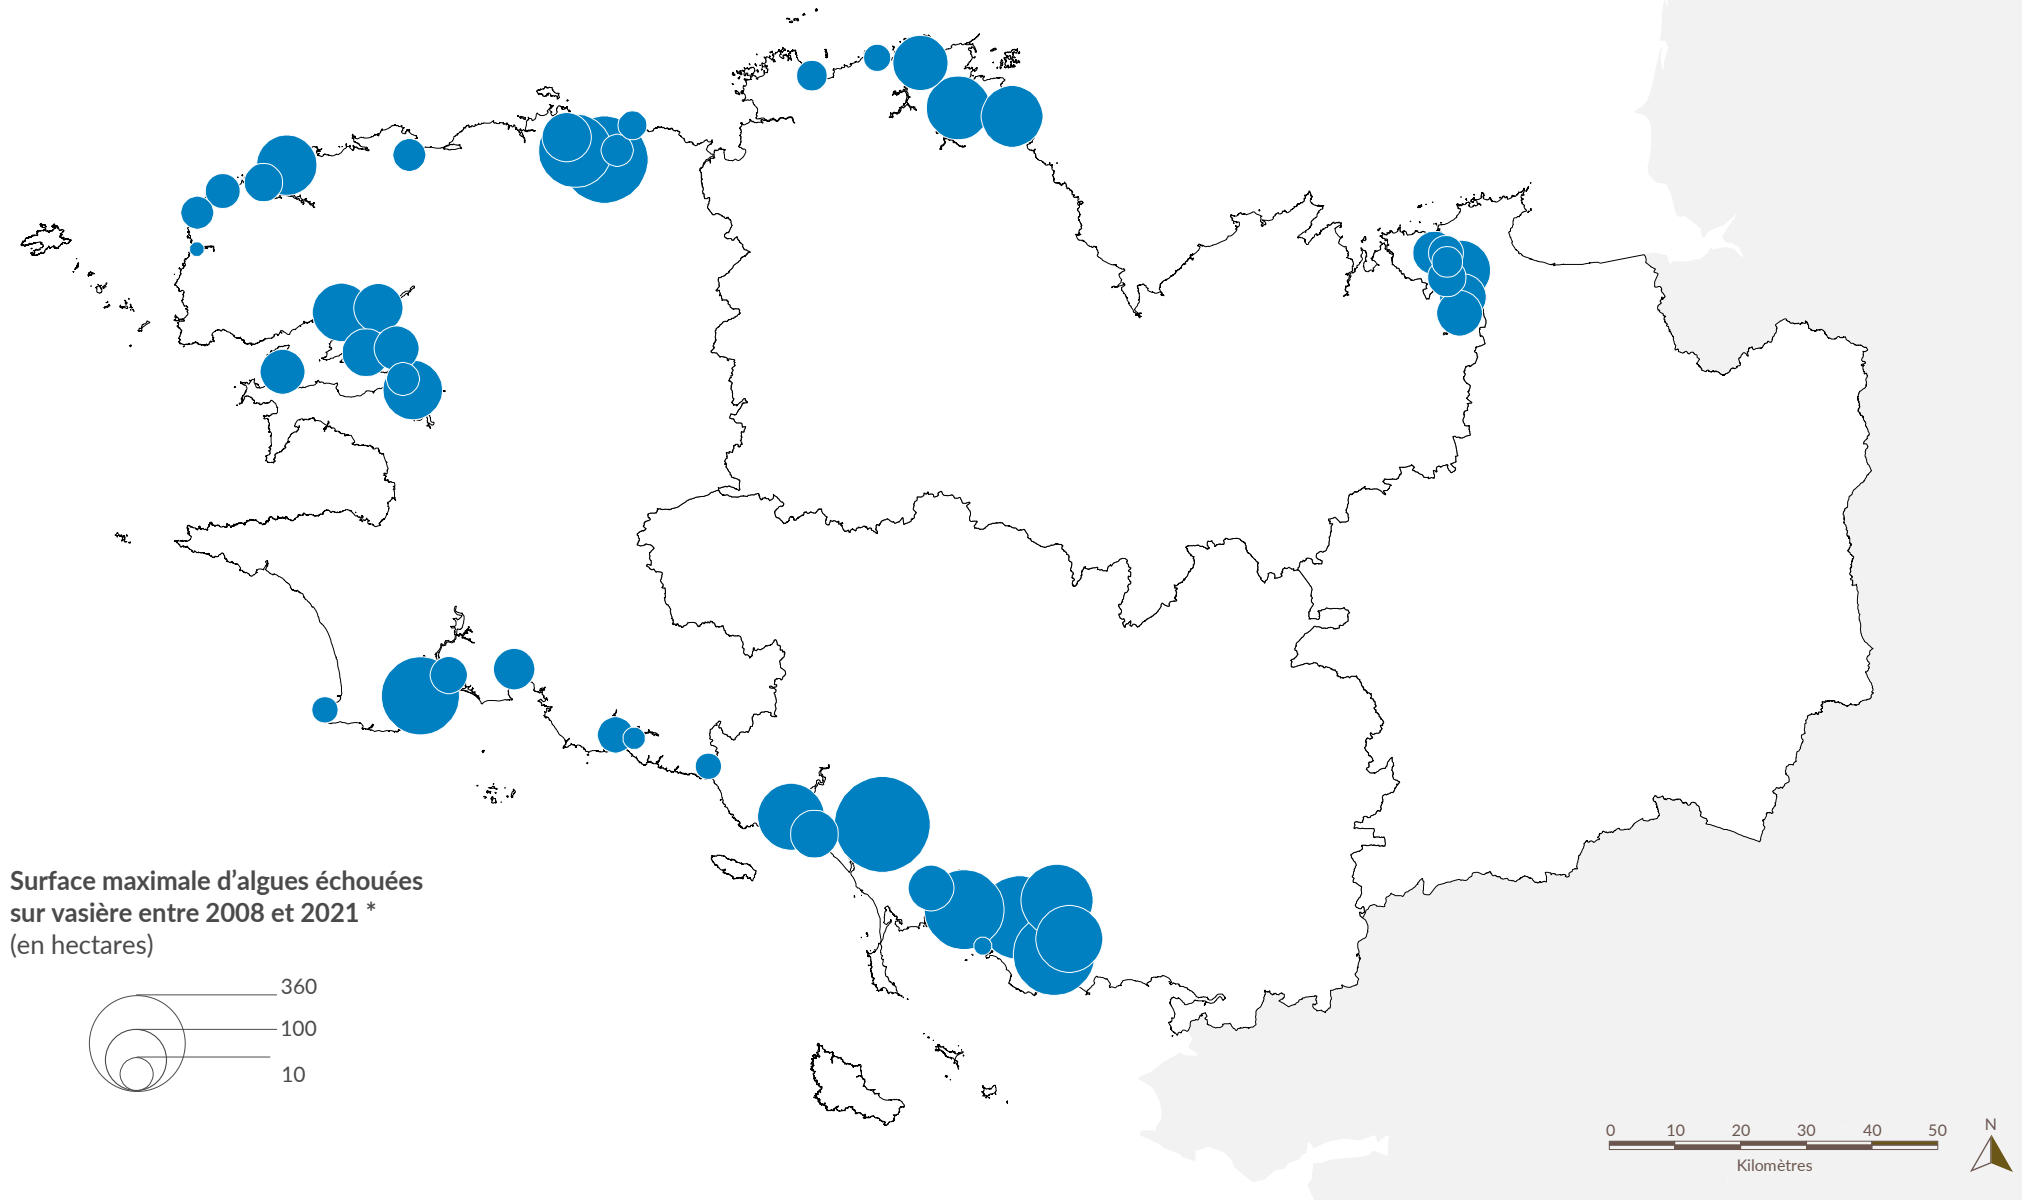 Surface maximale d’algues échouées
sur vasière entre 2008 et 2021 *
(en hectares)
360
100
10
0 10 20 30 40 50
Kilomètres
N